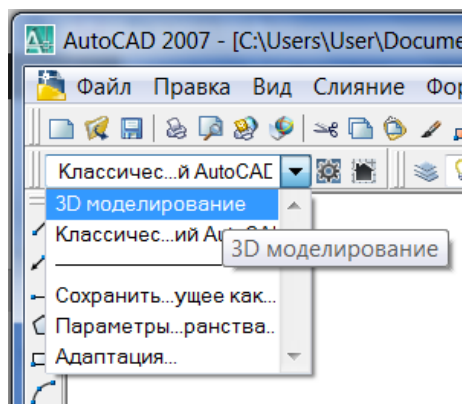 AutoCAD 2007 - [C:\Users\User\Docume
Файл Правка Вид Слияние Фор
Классичес...й AutoCAD
3D моделирование
Классичес...ий
3D моделирование
Сохранить...ущее как...
Параметры...ранства..
Адаптация...